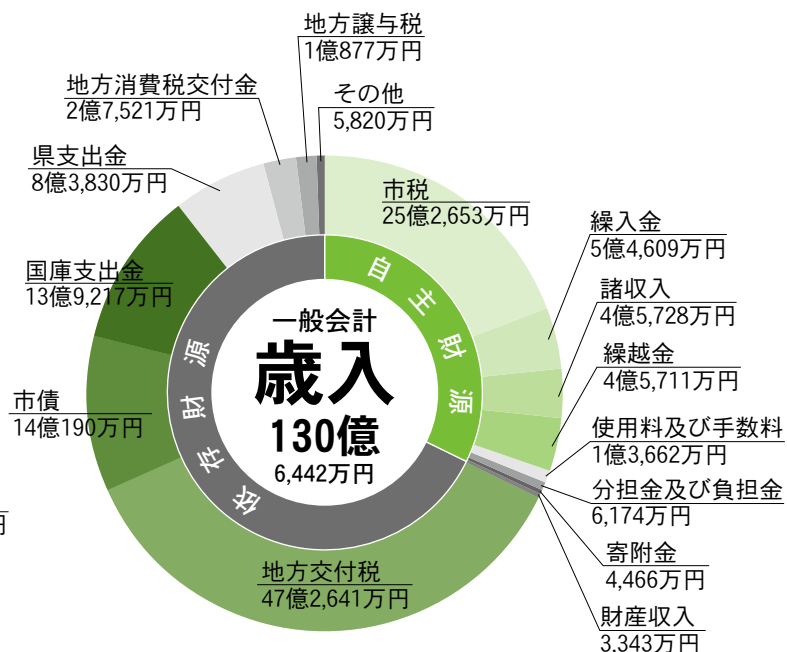 地方譲与税
1億877万円
地方消費税交付金
2億7,521万円
その他
5,820万円
県支出金
8億3,830万円
市税
25億2,653万円
繰入金
5億4,609万円
諸収入
4億5,728万円
繰越金
4億5,711万円
国庫支出金
13億9,217万円
自主財源
一般会計
歳入
130億
6,442万円
依存財源
市債
14億190万円
使用料及び手数料
1億3,662万円
分担金及び負担金
6,174万円
円
寄附金
4,466万円
地方交付税
47億2,641万円
財産収入
3,343万円